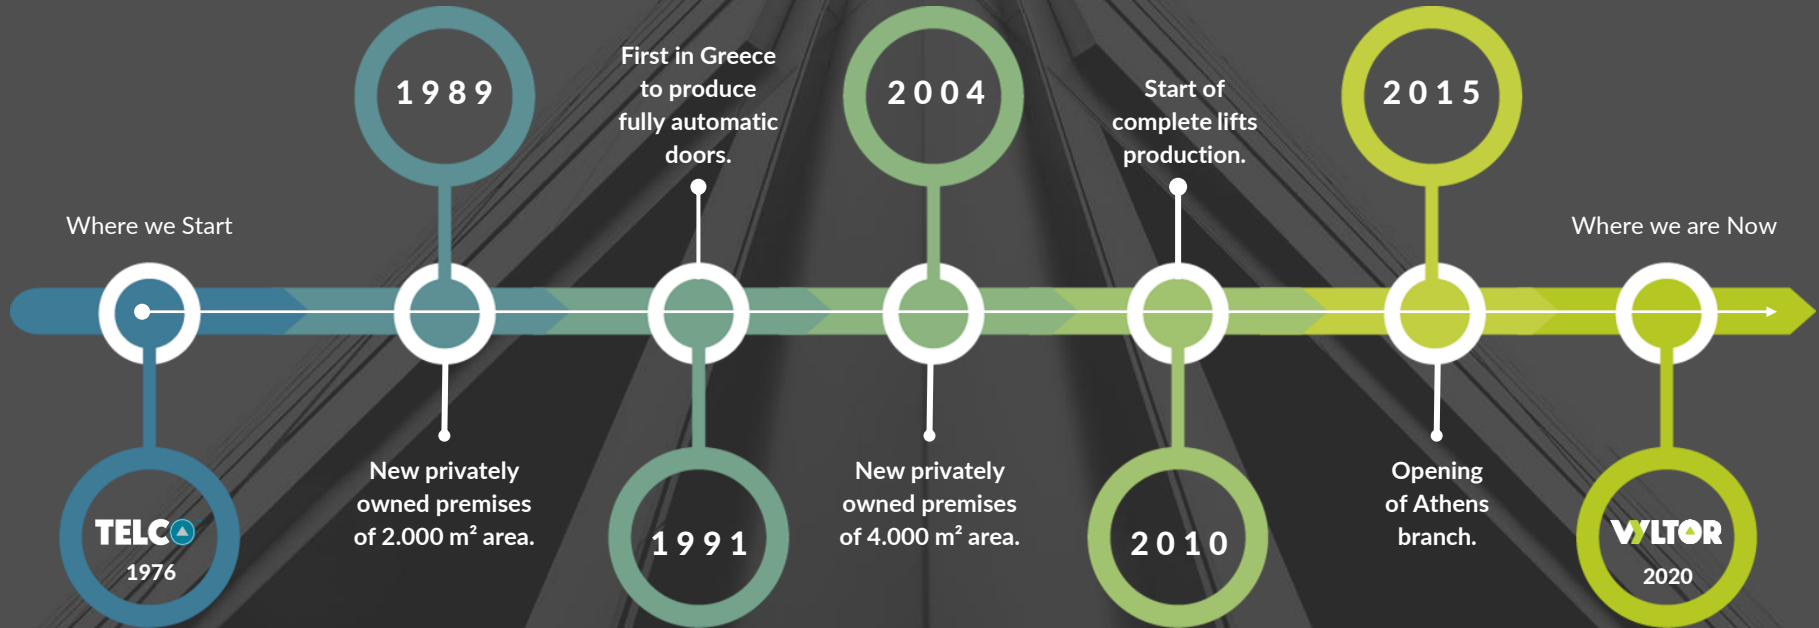 Where we Start
TELCO
1976
1989
New privately
owned premises
of 2.000 m² area.
First in Greece
to produce
fully automatic
doors.
1991
2004
New privately
owned premises
of 4.000 m² area.
Start of
complete lifts
production.
2010
2015
Opening
of Athens
branch.
Where we are Now
VYLTOR
2020